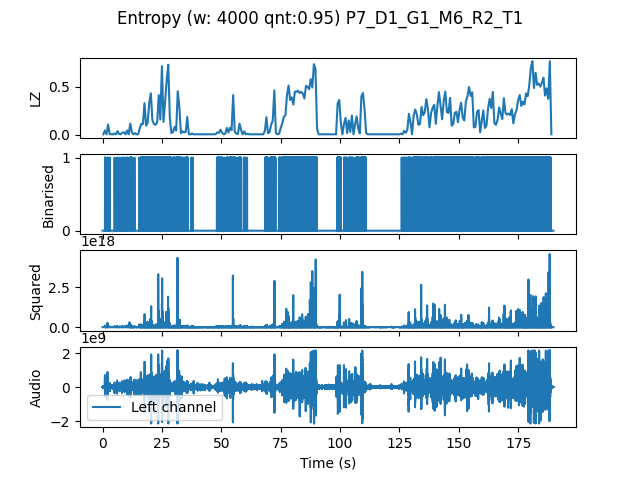 Entropy (w: 4000 qnt:0.95) P7_D1_G1_M6_R2_T1
LZ
0.5
0.0
Binarised
1
0
1e18
Squared
2.5
0.0
1e9
Audio
2
0
−2
Left channel
0 25 50 75 100 125 150 175
Time (s)